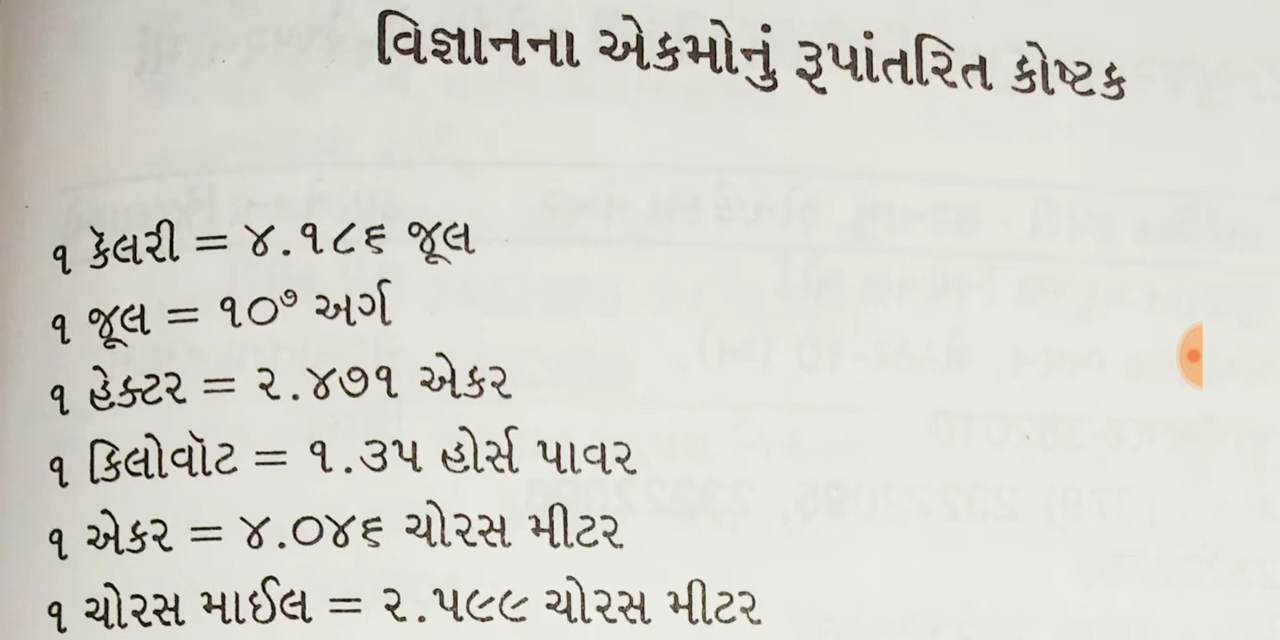 વિજ્ઞાનના એકમોનું રૂપાંતરિત કોષ્ટક
૧ કેલરી = ૪.૧૮૬ જૂલ
૧ જૂલ = ૧૦⁷ અર્ગ
૧ હેક્ટર = ૨.૪૭૧ એકર
૧ કિલોવૉટ = ૧.૩૫ હોર્સ પાવર
૧ એકર = ૪.૦૪૬ ચોરસ મીટર
૧ ચોરસ માઈલ = ૨.૫૯૯ ચોરસ મીટર